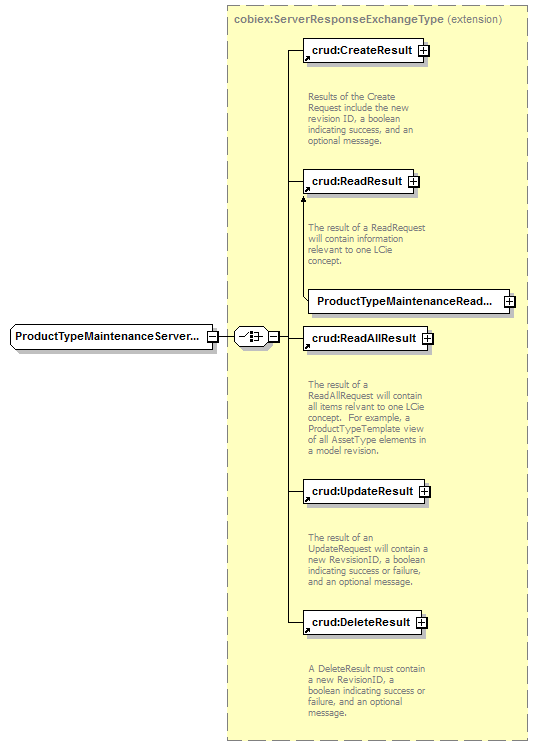 cobiex:ServerResponseExchangeType (extension)
crud:CreateResult
Results of the Create
Request include the new
revision ID, a boolean
indicating success, and an
optional message.
crud:ReadResult
The result of a ReadRequest
will contain information
relevant to one LCie
concept.
ProductTypeMaintenanceRead...
ProductTypeMaintenanceServer...
crud:ReadAllResult
The result of a
ReadAllRequest will contain
all items relvant to one LCie
concept.  For example, a
ProductTypeTemplate view
of all AssetType elements in
a model revision.
crud:UpdateResult
The result of an
UpdateRequest will contain a
new RevsisionID, a boolean
indicating success or failure,
and an optional message.
crud:DeleteResult
A DeleteResult must contain
a new RevisionID, a
boolean indicating success or
failure, and an optional
message.